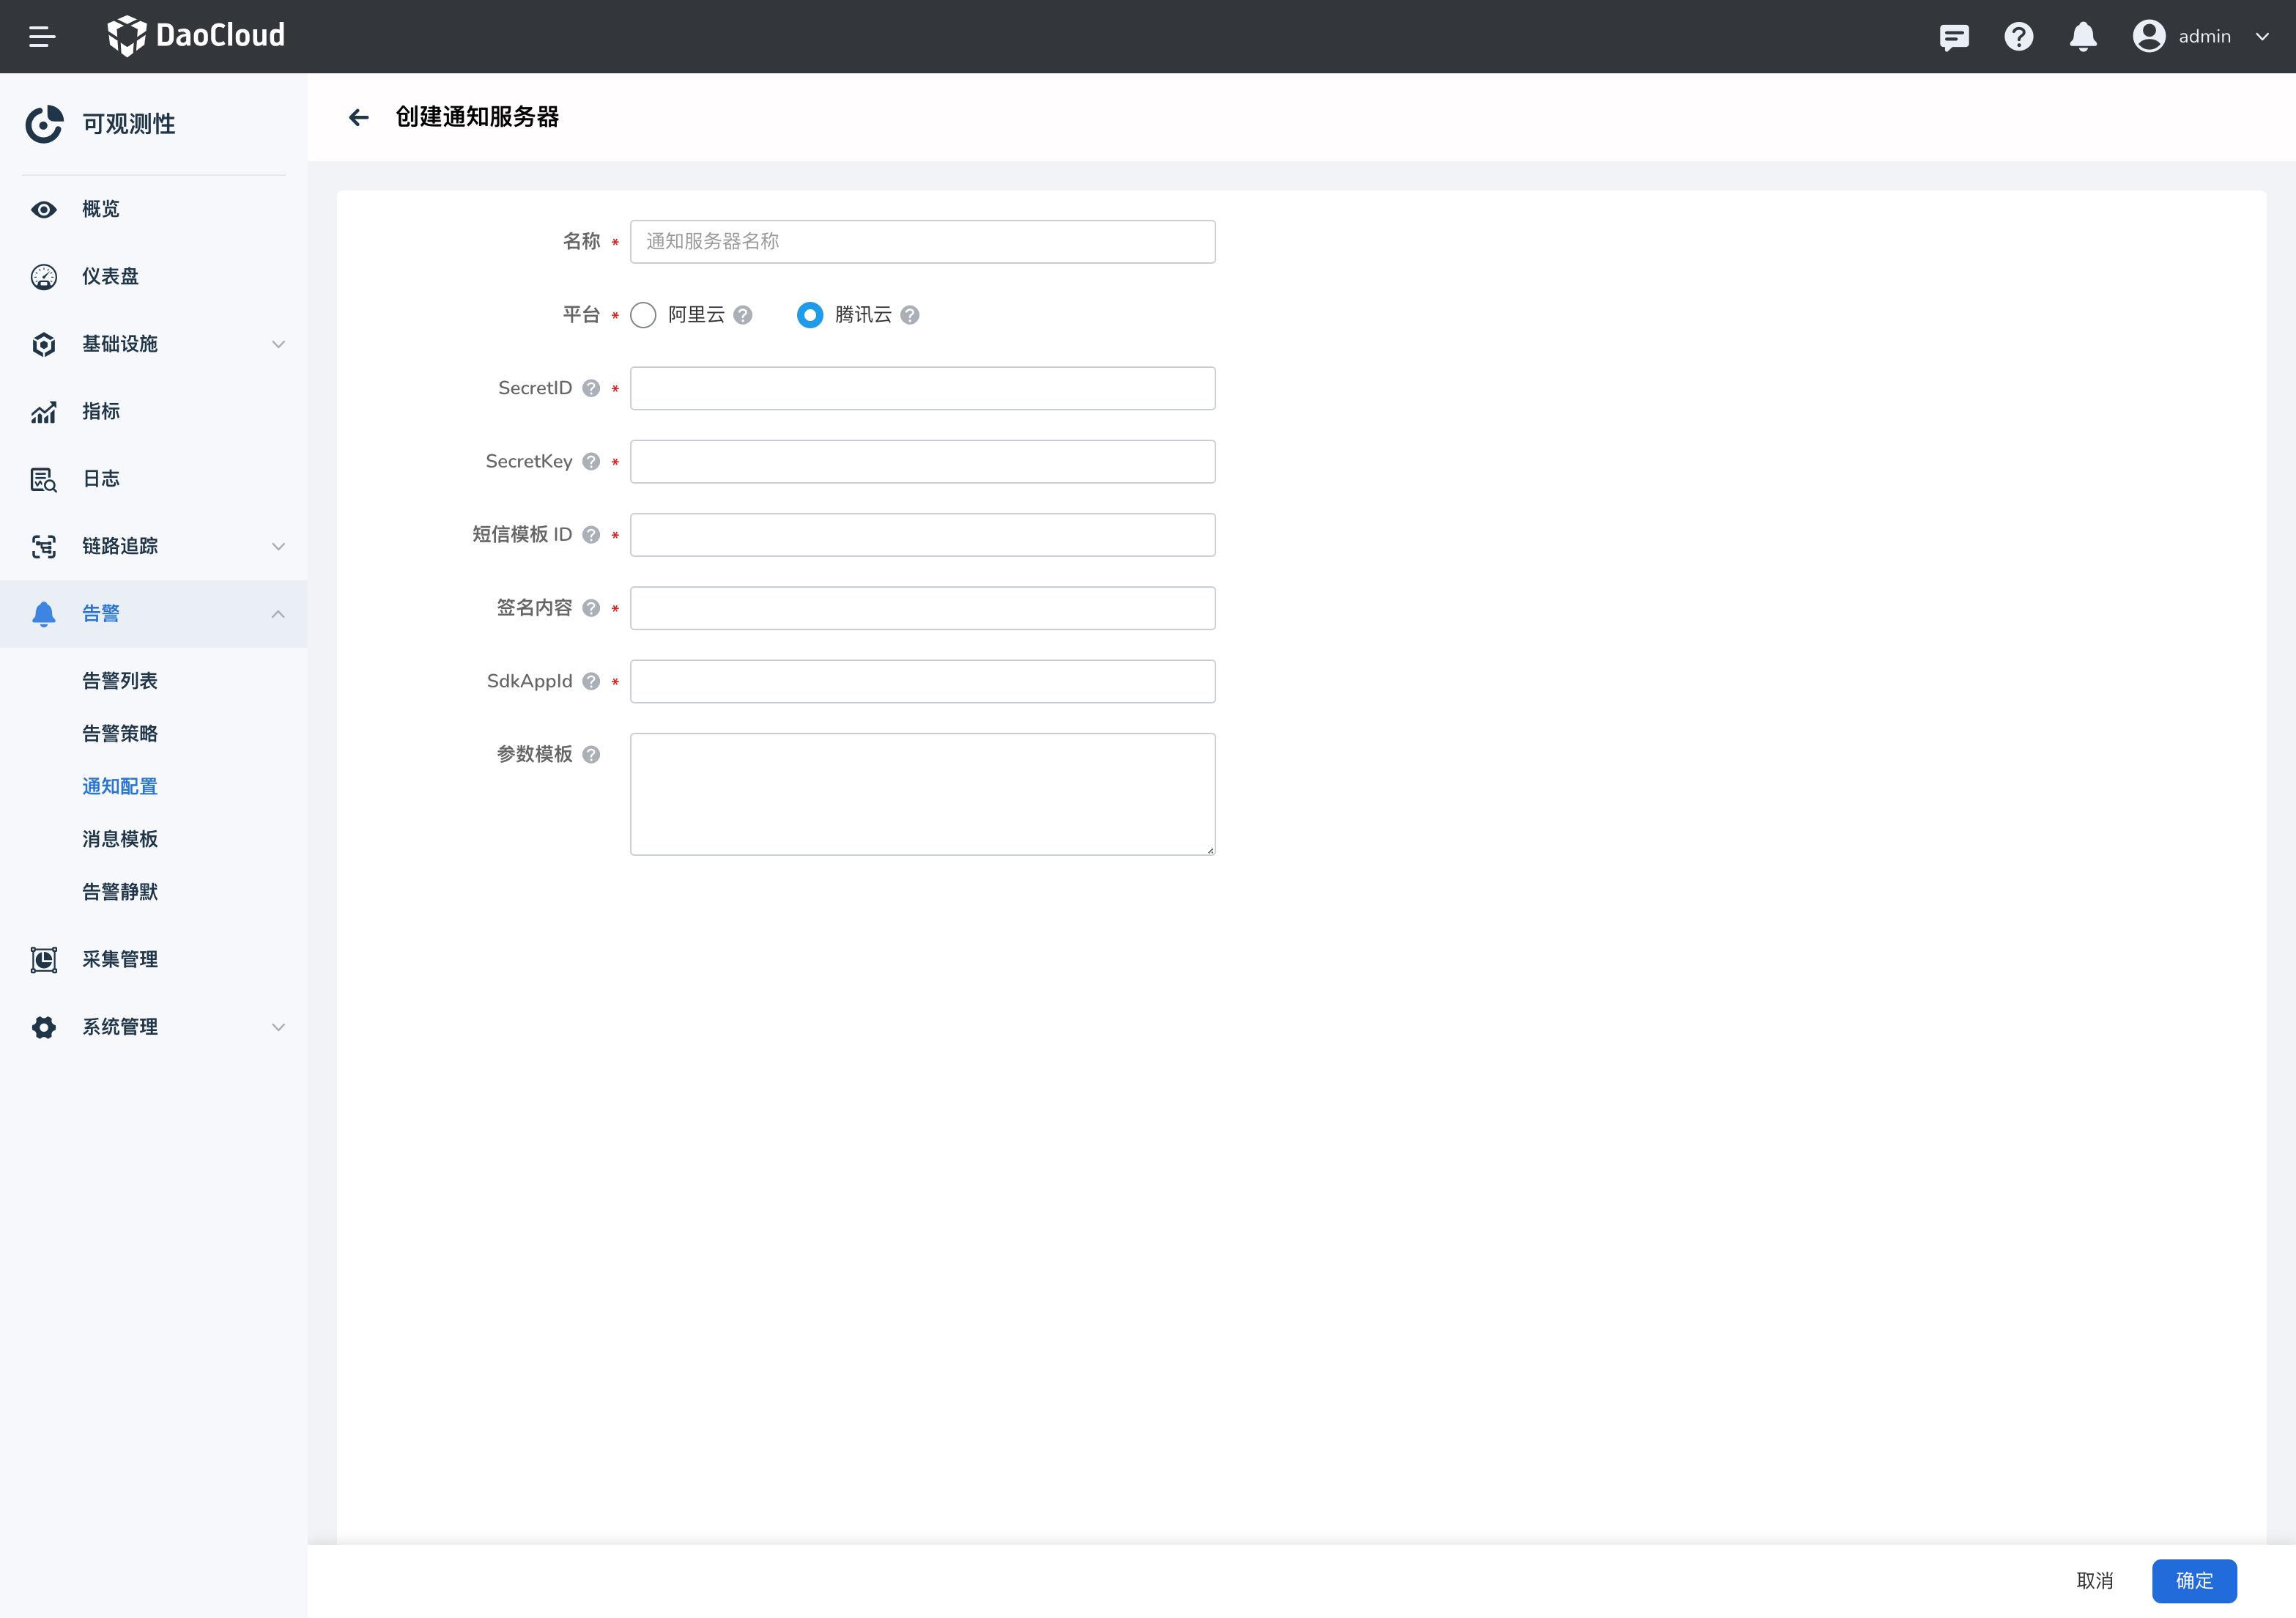 DaoCloud
admin
可观测性
概览
仪表盘
基础设施
指标
日志
链路追踪
告警
告警列表
告警策略
通知配置
消息模板
告警静默
采集管理
系统管理
创建通知服务器
名称 * 通知服务器名称
平台 * 阿里云 腾讯云
SecretID *
SecretKey *
短信模板 ID *
签名内容 *
SdkAppId *
参数模板
取消 确定